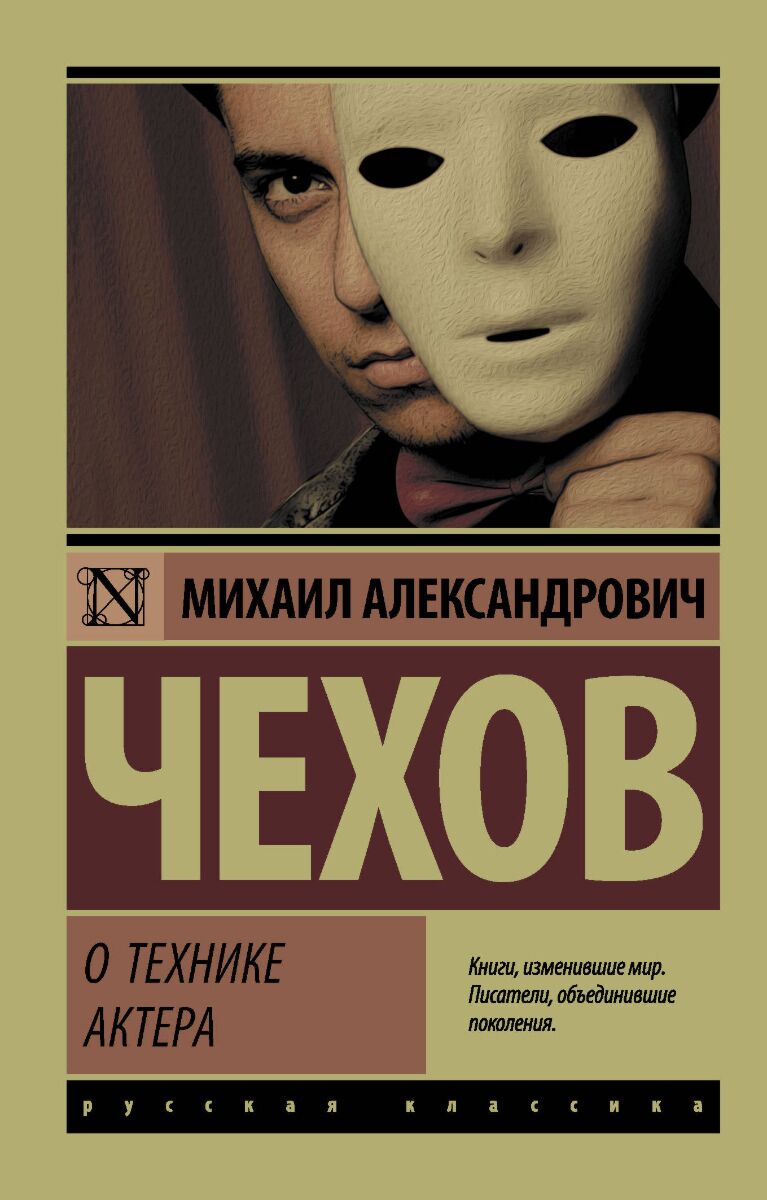 N
МИХАИЛ АЛЕКСАНДРОВИЧ
ЧЕХОВ
О ТЕХНИКЕ
АКТЕРА
Книги, изменившие мир.
Писатели, объединившие
поколения.
русская классика